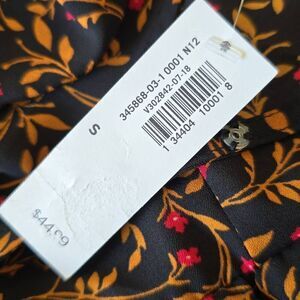 345868-03-1 0001 N12
V302842-07-18
1 34404 10001 8
S
$44.99